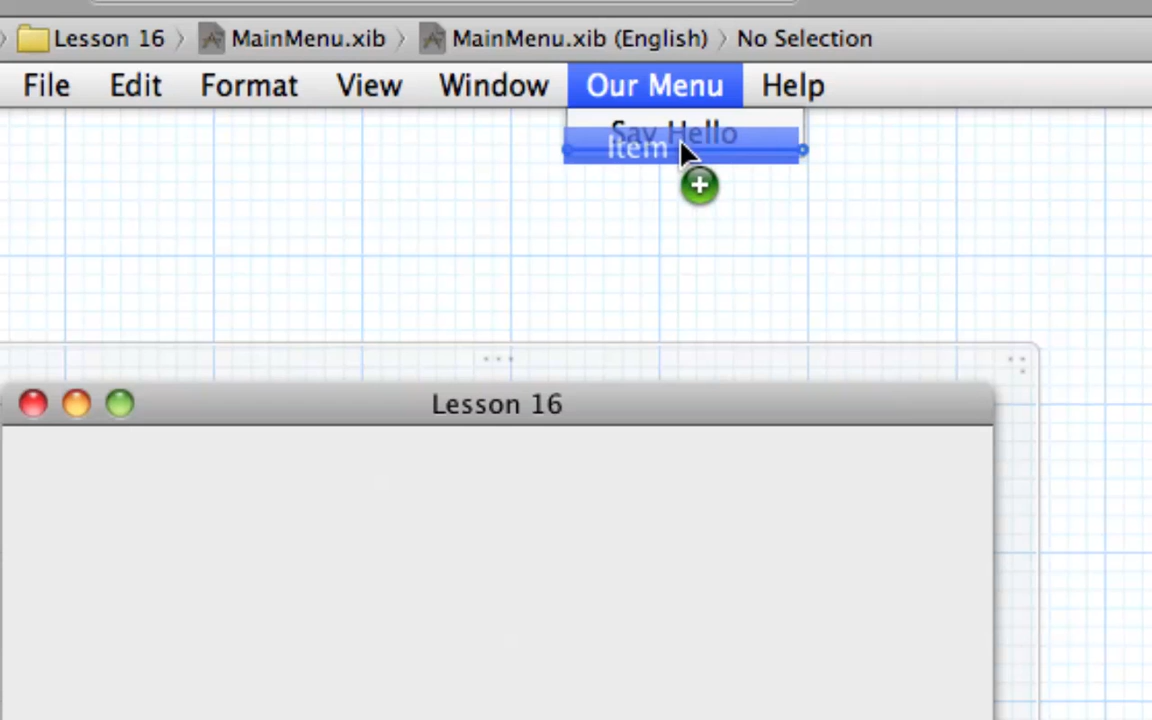 Lesson 16 MainMenu.xib MainMenu.xib (English) No Selection
File Edit Format View Window Our Menu Help
Say Hello
Item
Lesson 16